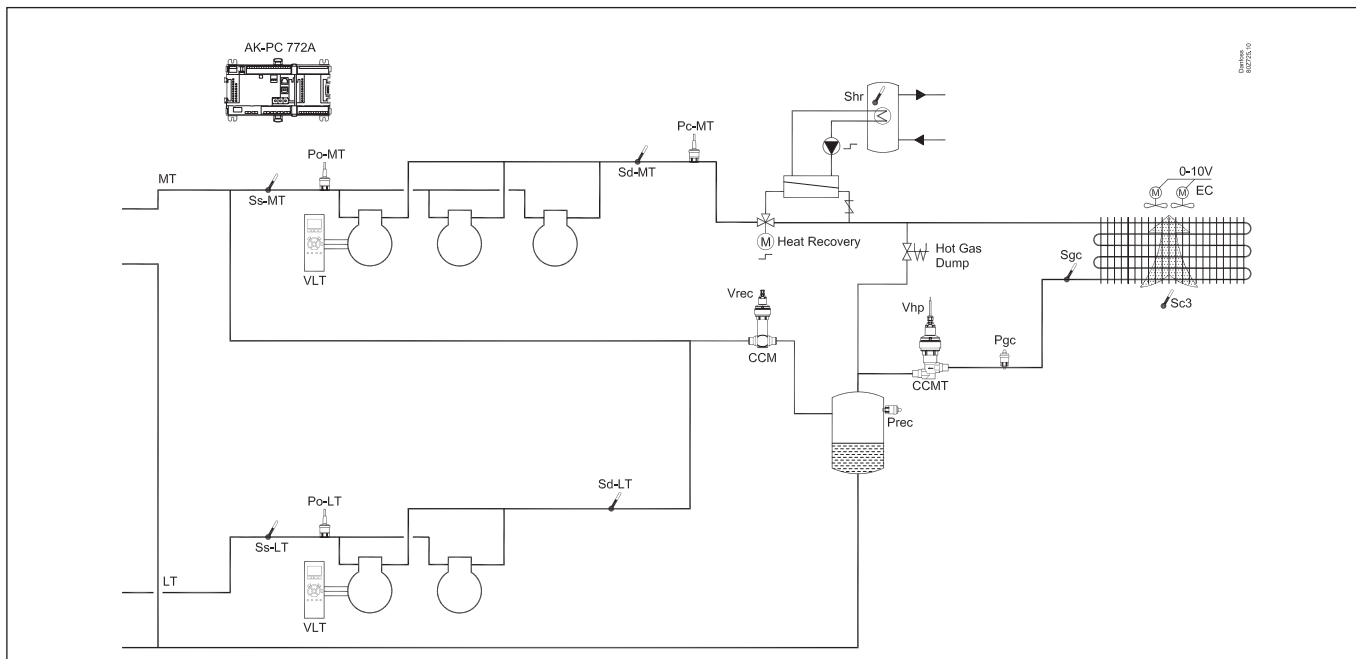 AK-PC 772A
Danfoss
802725.10
Shr
Pc-MT
Po-MT
Sd-MT
MT
Ss-MT
0-10V
M
M
EC
M
Heat Recovery
Hot Gas
Dump
Sgc
VLT
Vrec
Vhp
Sc3
Pgc
CCM
CCMT
Prec
Sd-LT
Po-LT
Ss-LT
LT
VLT